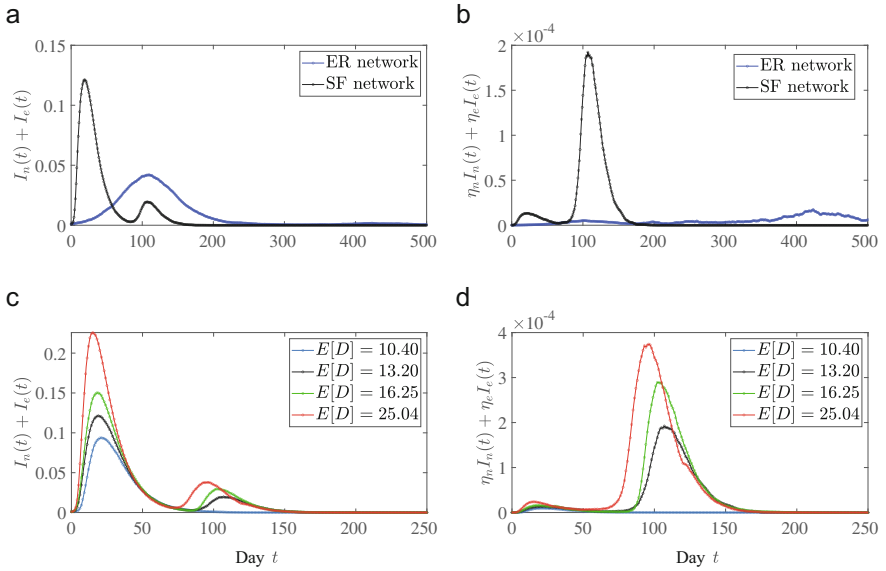 a
0.15
0.1
0.05
0
0 100 200 300 400 500
I_n(t) + I_e(t)
ER network
SF network
b
×10^-4
2
1.5
1
0.5
0
0 100 200 300 400 500
η_n I_n(t) + η_e I_e(t)
ER network
SF network
c
0.2
0.15
0.1
0.05
0
0 50 100 150 200 250
I_n(t) + I_e(t)
Day t
E[D] = 10.40
E[D] = 13.20
E[D] = 16.25
E[D] = 25.04
d
×10^-4
4
3
2
1
0
0 50 100 150 200 250
η_n I_n(t) + η_e I_e(t)
Day t
E[D] = 10.40
E[D] = 13.20
E[D] = 16.25
E[D] = 25.04